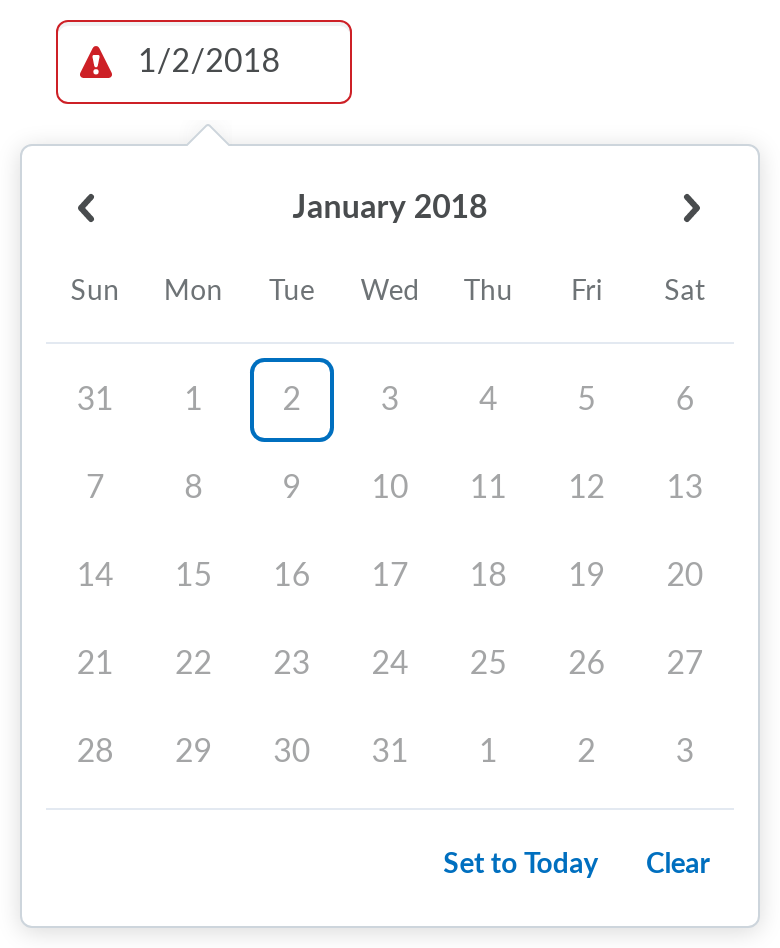 1/2/2018
January 2018
Sun Mon Tue Wed Thu Fri Sat
31 1 2 3 4 5 6
7 8 9 10 11 12 13
14 15 16 17 18 19 20
21 22 23 24 25 26 27
28 29 30 31 1 2 3
Set to Today Clear